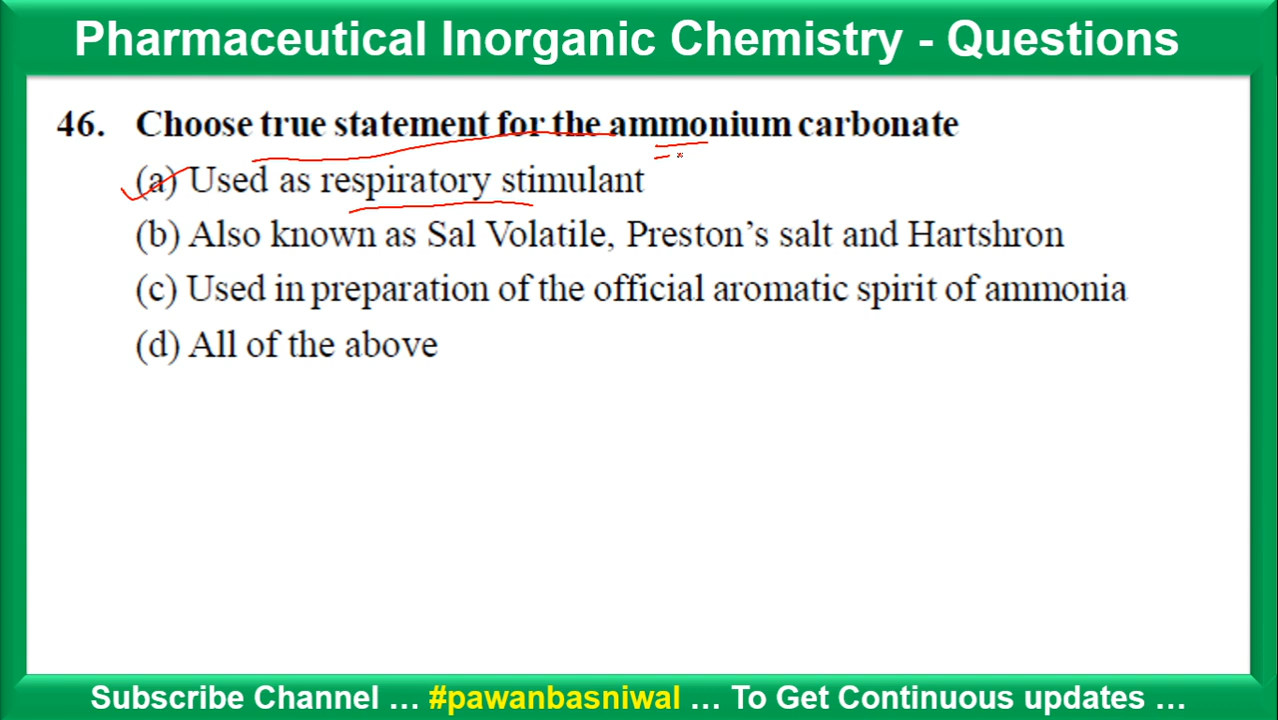 Pharmaceutical Inorganic Chemistry - Questions
46. Choose true statement for the ammonium carbonate
(a) Used as respiratory stimulant
(b) Also known as Sal Volatile, Preston's salt and Hartshron
(c) Used in preparation of the official aromatic spirit of ammonia
(d) All of the above
Subscribe Channel ... #pawanbasniwal ... To Get Continuous updates ...